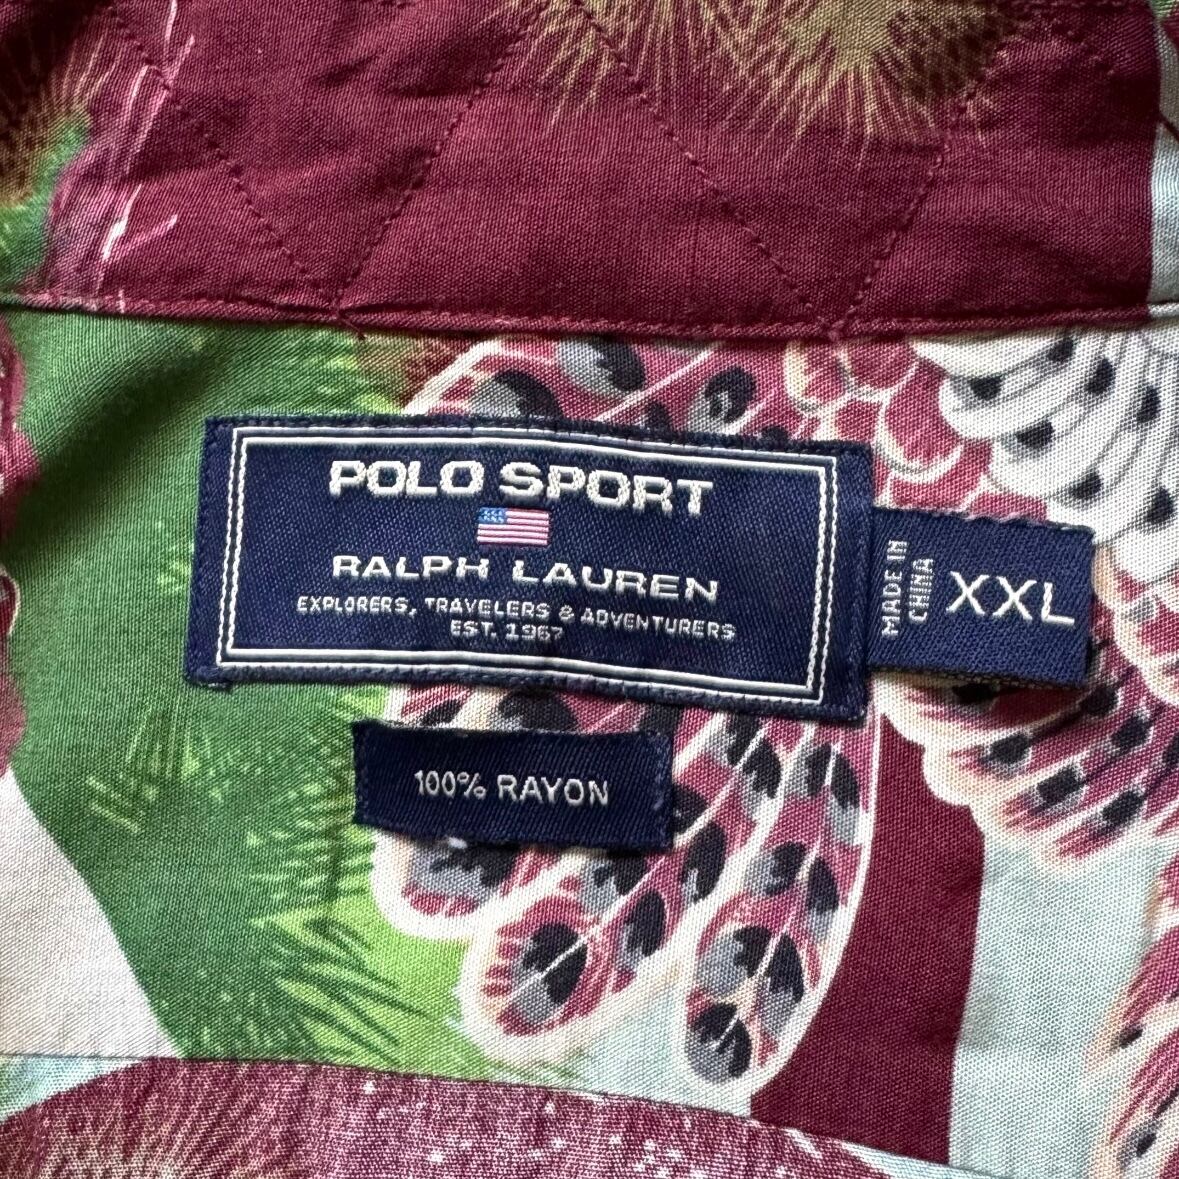 POLO SPORT
RALPH LAUREN
EXPLORERS, TRAVELERS & ADVENTURERS
EST. 1967
MADE IN
CHINA
XXL
100% RAYON